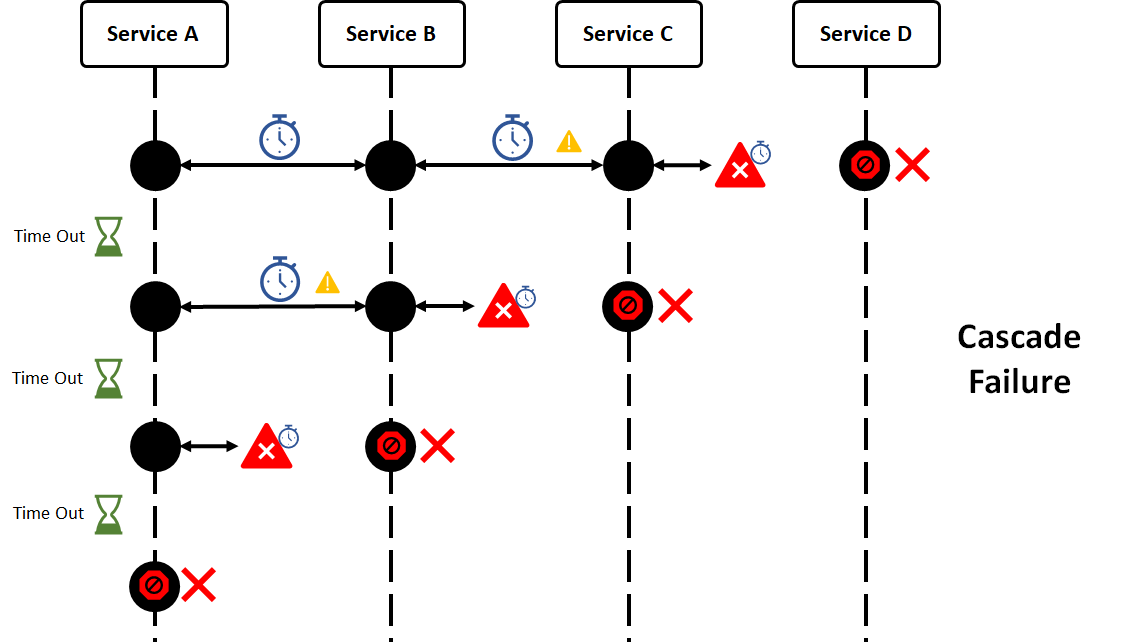 Service A
Service B
Service C
Service D
Time Out
Time Out
Time Out
Cascade
Failure